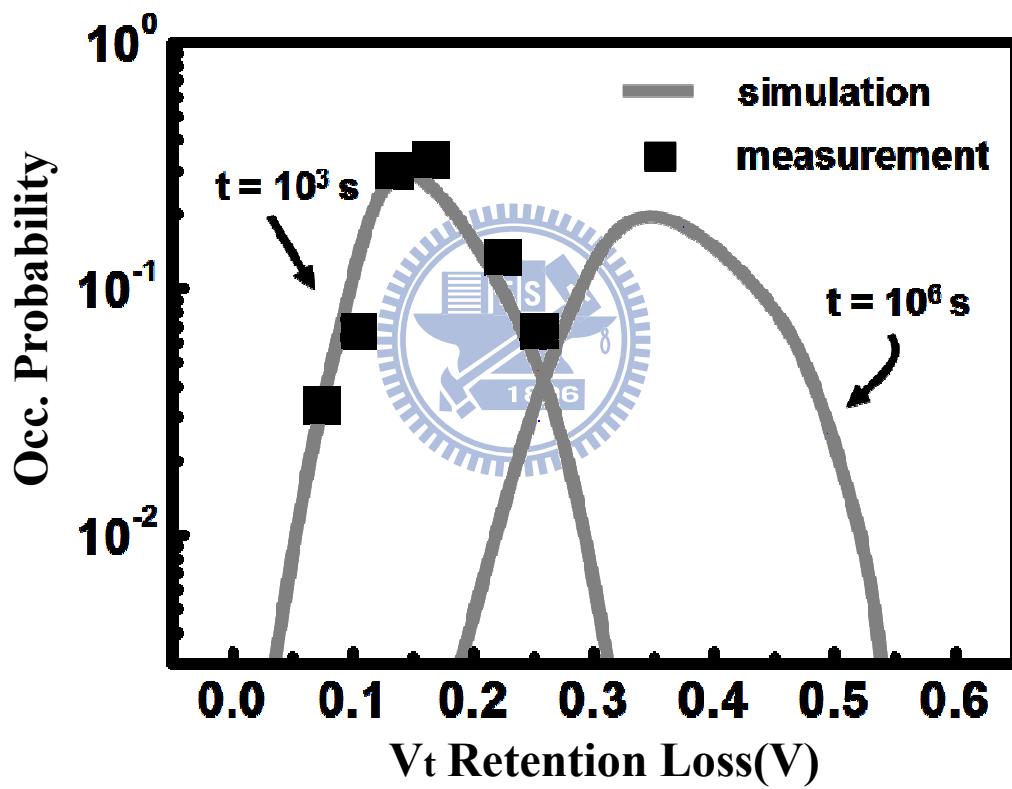 10⁰
simulation
measurement
t = 10³ s
10⁻¹
t = 10⁶ s
10⁻²
Occ. Probability
S
1896
0.0 0.1 0.2 0.3 0.4 0.5 0.6
Vt Retention Loss(V)